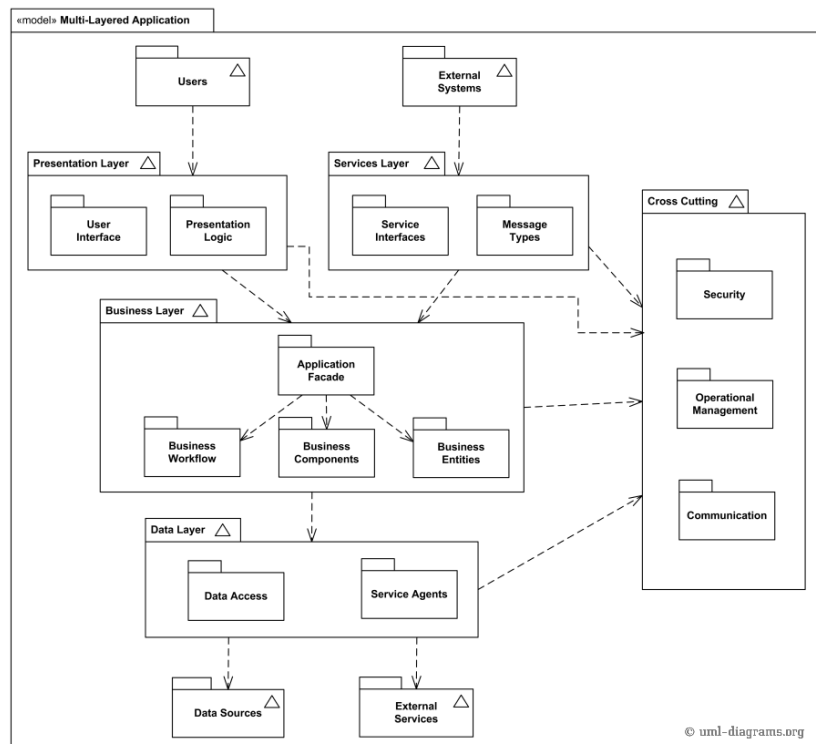 «model» Multi-Layered Application
Users
External
Systems
Presentation Layer
Services Layer
User
Interface
Presentation
Logic
Service
Interfaces
Message
Types
Cross Cutting
Security
Business Layer
Application
Facade
Operational
Management
Business
Workflow
Business
Components
Business
Entities
Communication
Data Layer
Data Access
Service Agents
Data Sources
External
Services
© uml-diagrams.org